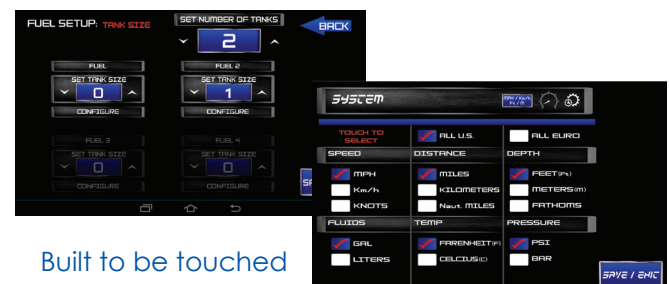 FUEL SETUP: TANK SIZE
SET NUMBER OF TANKS
2
BACK
FUEL
SET TANK SIZE
0
CONFIGURE
FUEL 2
SET TANK SIZE
1
CONFIGURE
FUEL 3
SET TANK SIZE
0
CONFIGURE
FUEL 4
SET TANK SIZE
0
CONFIGURE
SYSTEM
MPH / Km/h
TOUCH TO
SELECT
ALL U.S.
ALL EURO
SPEED
DISTANCE
DEPTH
MPH
MILES
FEET(Ft)
Km/h
KILOMETERS
METERS(m)
KNOTS
Naut. MILES
FATHOMS
FLUIDS
TEMP
PRESSURE
GAL
FARENHEIT(F)
PSI
LITERS
CELCIUS(C)
BAR
SAVE / EXIT
Built to be touched